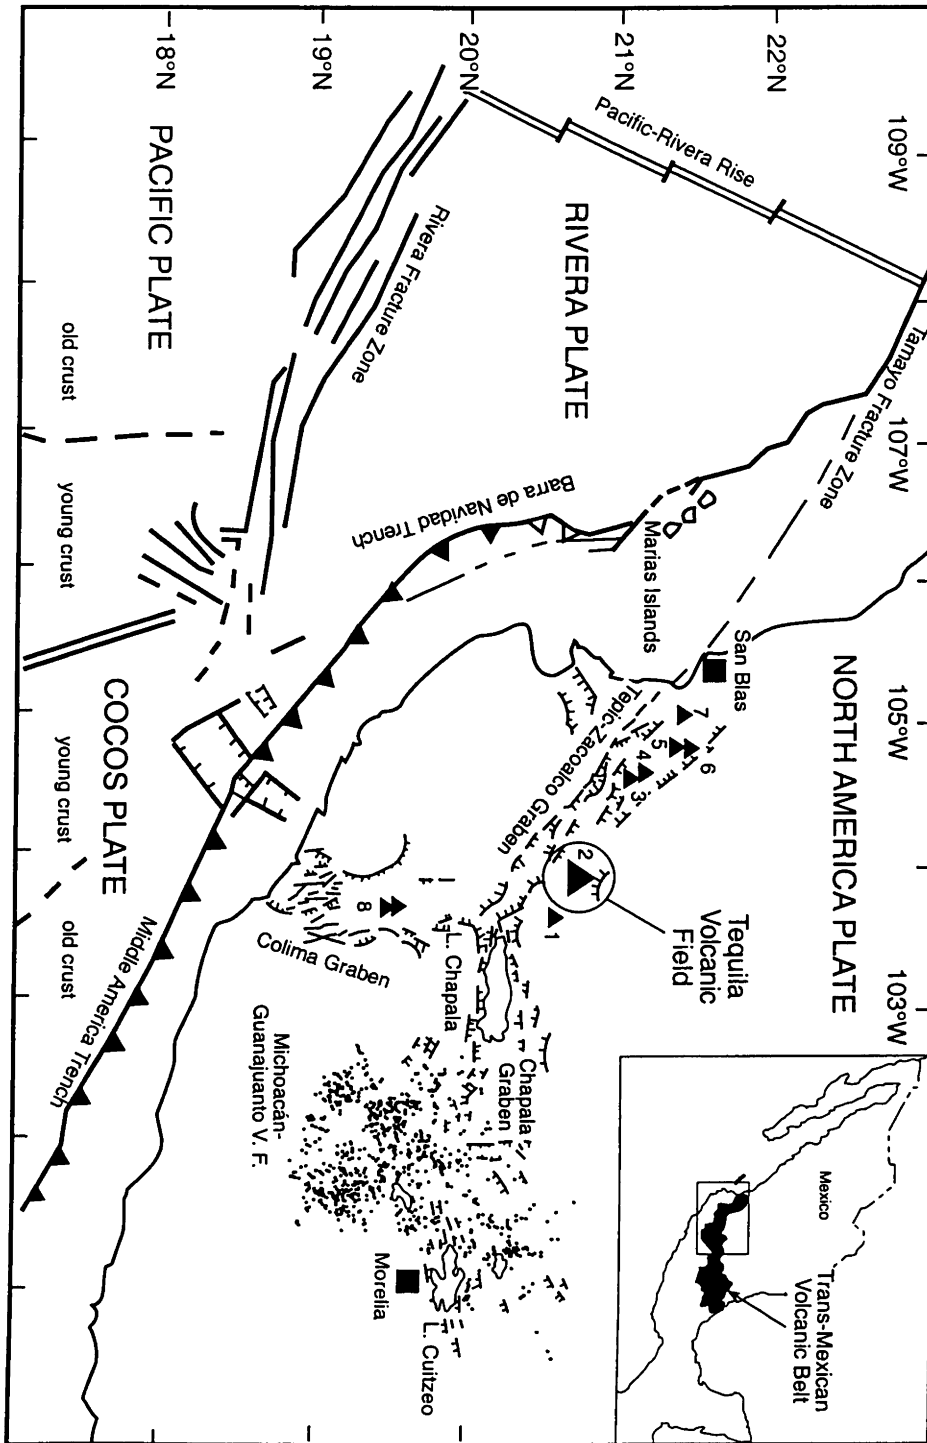 109°W
107°W
105°W
103°W
22°N
21°N
20°N
19°N
18°N
Pacific-Rivera Rise
Tamayo Fracture Zone
RIVERA PLATE
Rivera Fracture Zone
PACIFIC PLATE
old crust
young crust
Barra de Navidad Trench
Marias Islands
San Blas
NORTH AMERICA PLATE
Tepic-Zacoalco Graben
7
6
5
4
3
2
1
Tequila
Volcanic
Field
8
Colima Graben
L. Chapala
Chapala
Graben
COCOS PLATE
young crust
old crust
Middle America Trench
Michoacán-
Guanajuanto V. F.
Morelia
L. Cuitzeo
Mexico
Trans-Mexican
Volcanic Belt